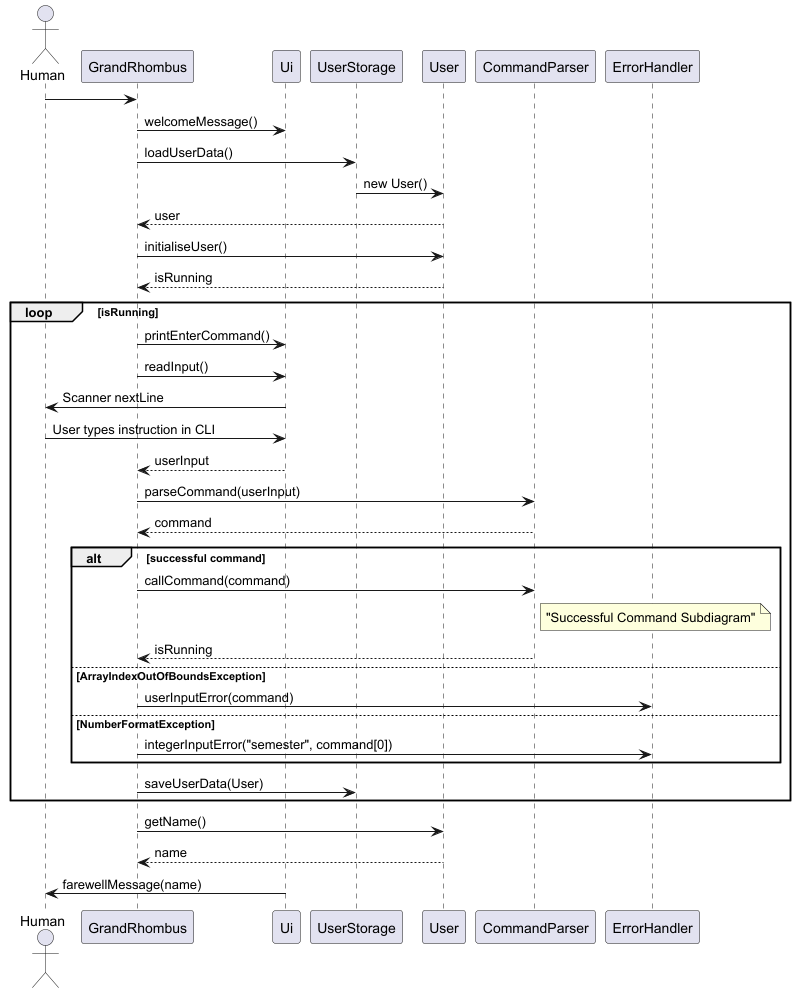 Human
GrandRhombus
Ui
UserStorage
User
CommandParser
ErrorHandler
welcomeMessage()
loadUserData()
new User()
user
initialiseUser()
isRunning
loop
[isRunning]
printEnterCommand()
readInput()
Scanner nextLine
User types instruction in CLI
userInput
parseCommand(userInput)
command
alt
[successful command]
callCommand(command)
"Successful Command Subdiagram"
isRunning
[ArrayIndexOutOfBoundsException]
userInputError(command)
[NumberFormatException]
integerInputError("semester", command[0])
saveUserData(User)
getName()
name
farewellMessage(name)
Human
GrandRhombus
Ui
UserStorage
User
CommandParser
ErrorHandler